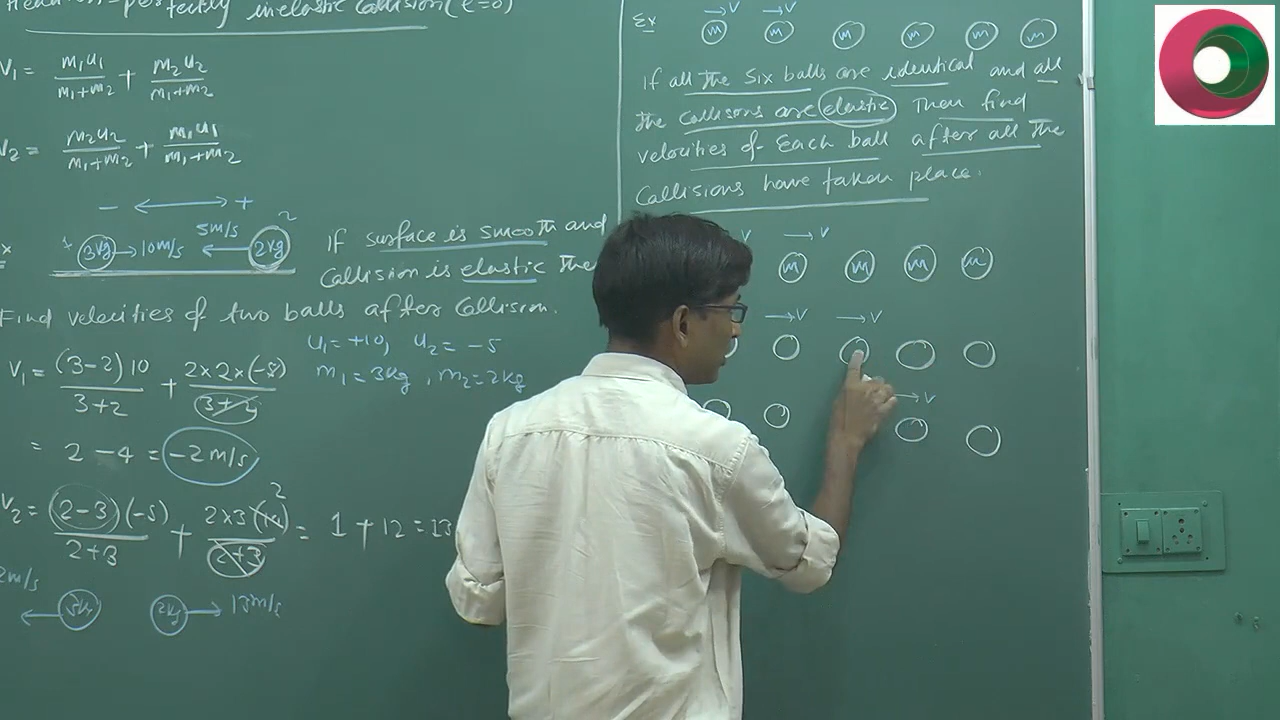 perfectly inelastic collision (e=0)
V₁ = m₁u₁/m₁+m₂ + m₂u₂/m₁+m₂
V₂ = m₂u₂/m₁+m₂ + m₁u₁/m₁+m₂
− ⟷ +
3kg → 10m/s 5m/s ← 2kg 2
If surface is smooth and
collision is elastic the
Find velocities of two balls after collision.
u₁ = +10, u₂ = −5
m₁ = 3kg, m₂ = 2kg
V₁ = (3−2)10/3+2 + 2×2×(−5)/3+2
= 2 − 4 = −2m/s
V₂ = (2−3)(−5)/2+3 + 2×3(10)/2+3 2 = 1 + 12 = 13
2m/s ← 3kg 2kg → 13m/s
Ex →V →V
m m m m m m
If all the six balls are identical and all
the collisons are elastic Then find
velocities of each ball after all the
Collisions have taken place.
V →V
m m m m
→V →V
→V